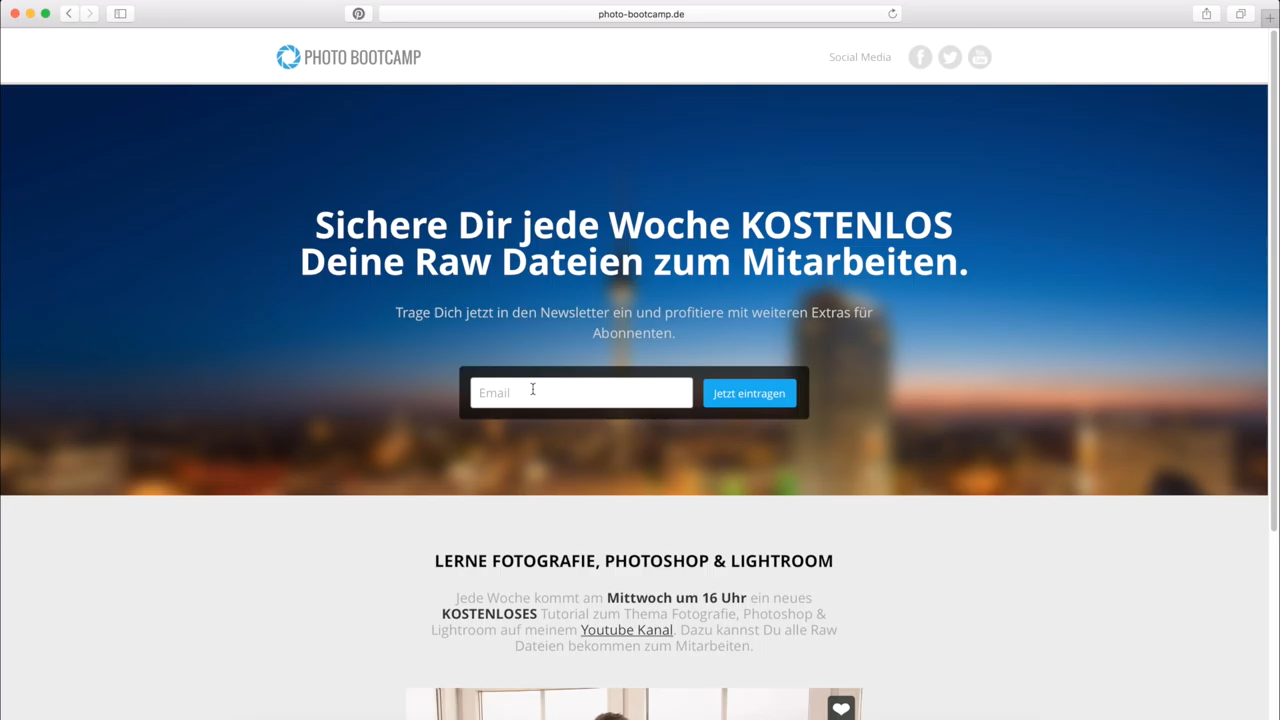 photo-bootcamp.de
PHOTO BOOTCAMP
Social Media
Sichere Dir jede Woche KOSTENLOS
Deine Raw Dateien zum Mitarbeiten.
Trage Dich jetzt in den Newsletter ein und profitiere mit weiteren Extras für
Abonnenten.
Email
Jetzt eintragen
LERNE FOTOGRAFIE, PHOTOSHOP & LIGHTROOM
Jede Woche kommt am Mittwoch um 16 Uhr ein neues
KOSTENLOSES Tutorial zum Thema Fotografie, Photoshop &
Lightroom auf meinem Youtube Kanal. Dazu kannst Du alle Raw
Dateien bekommen zum Mitarbeiten.